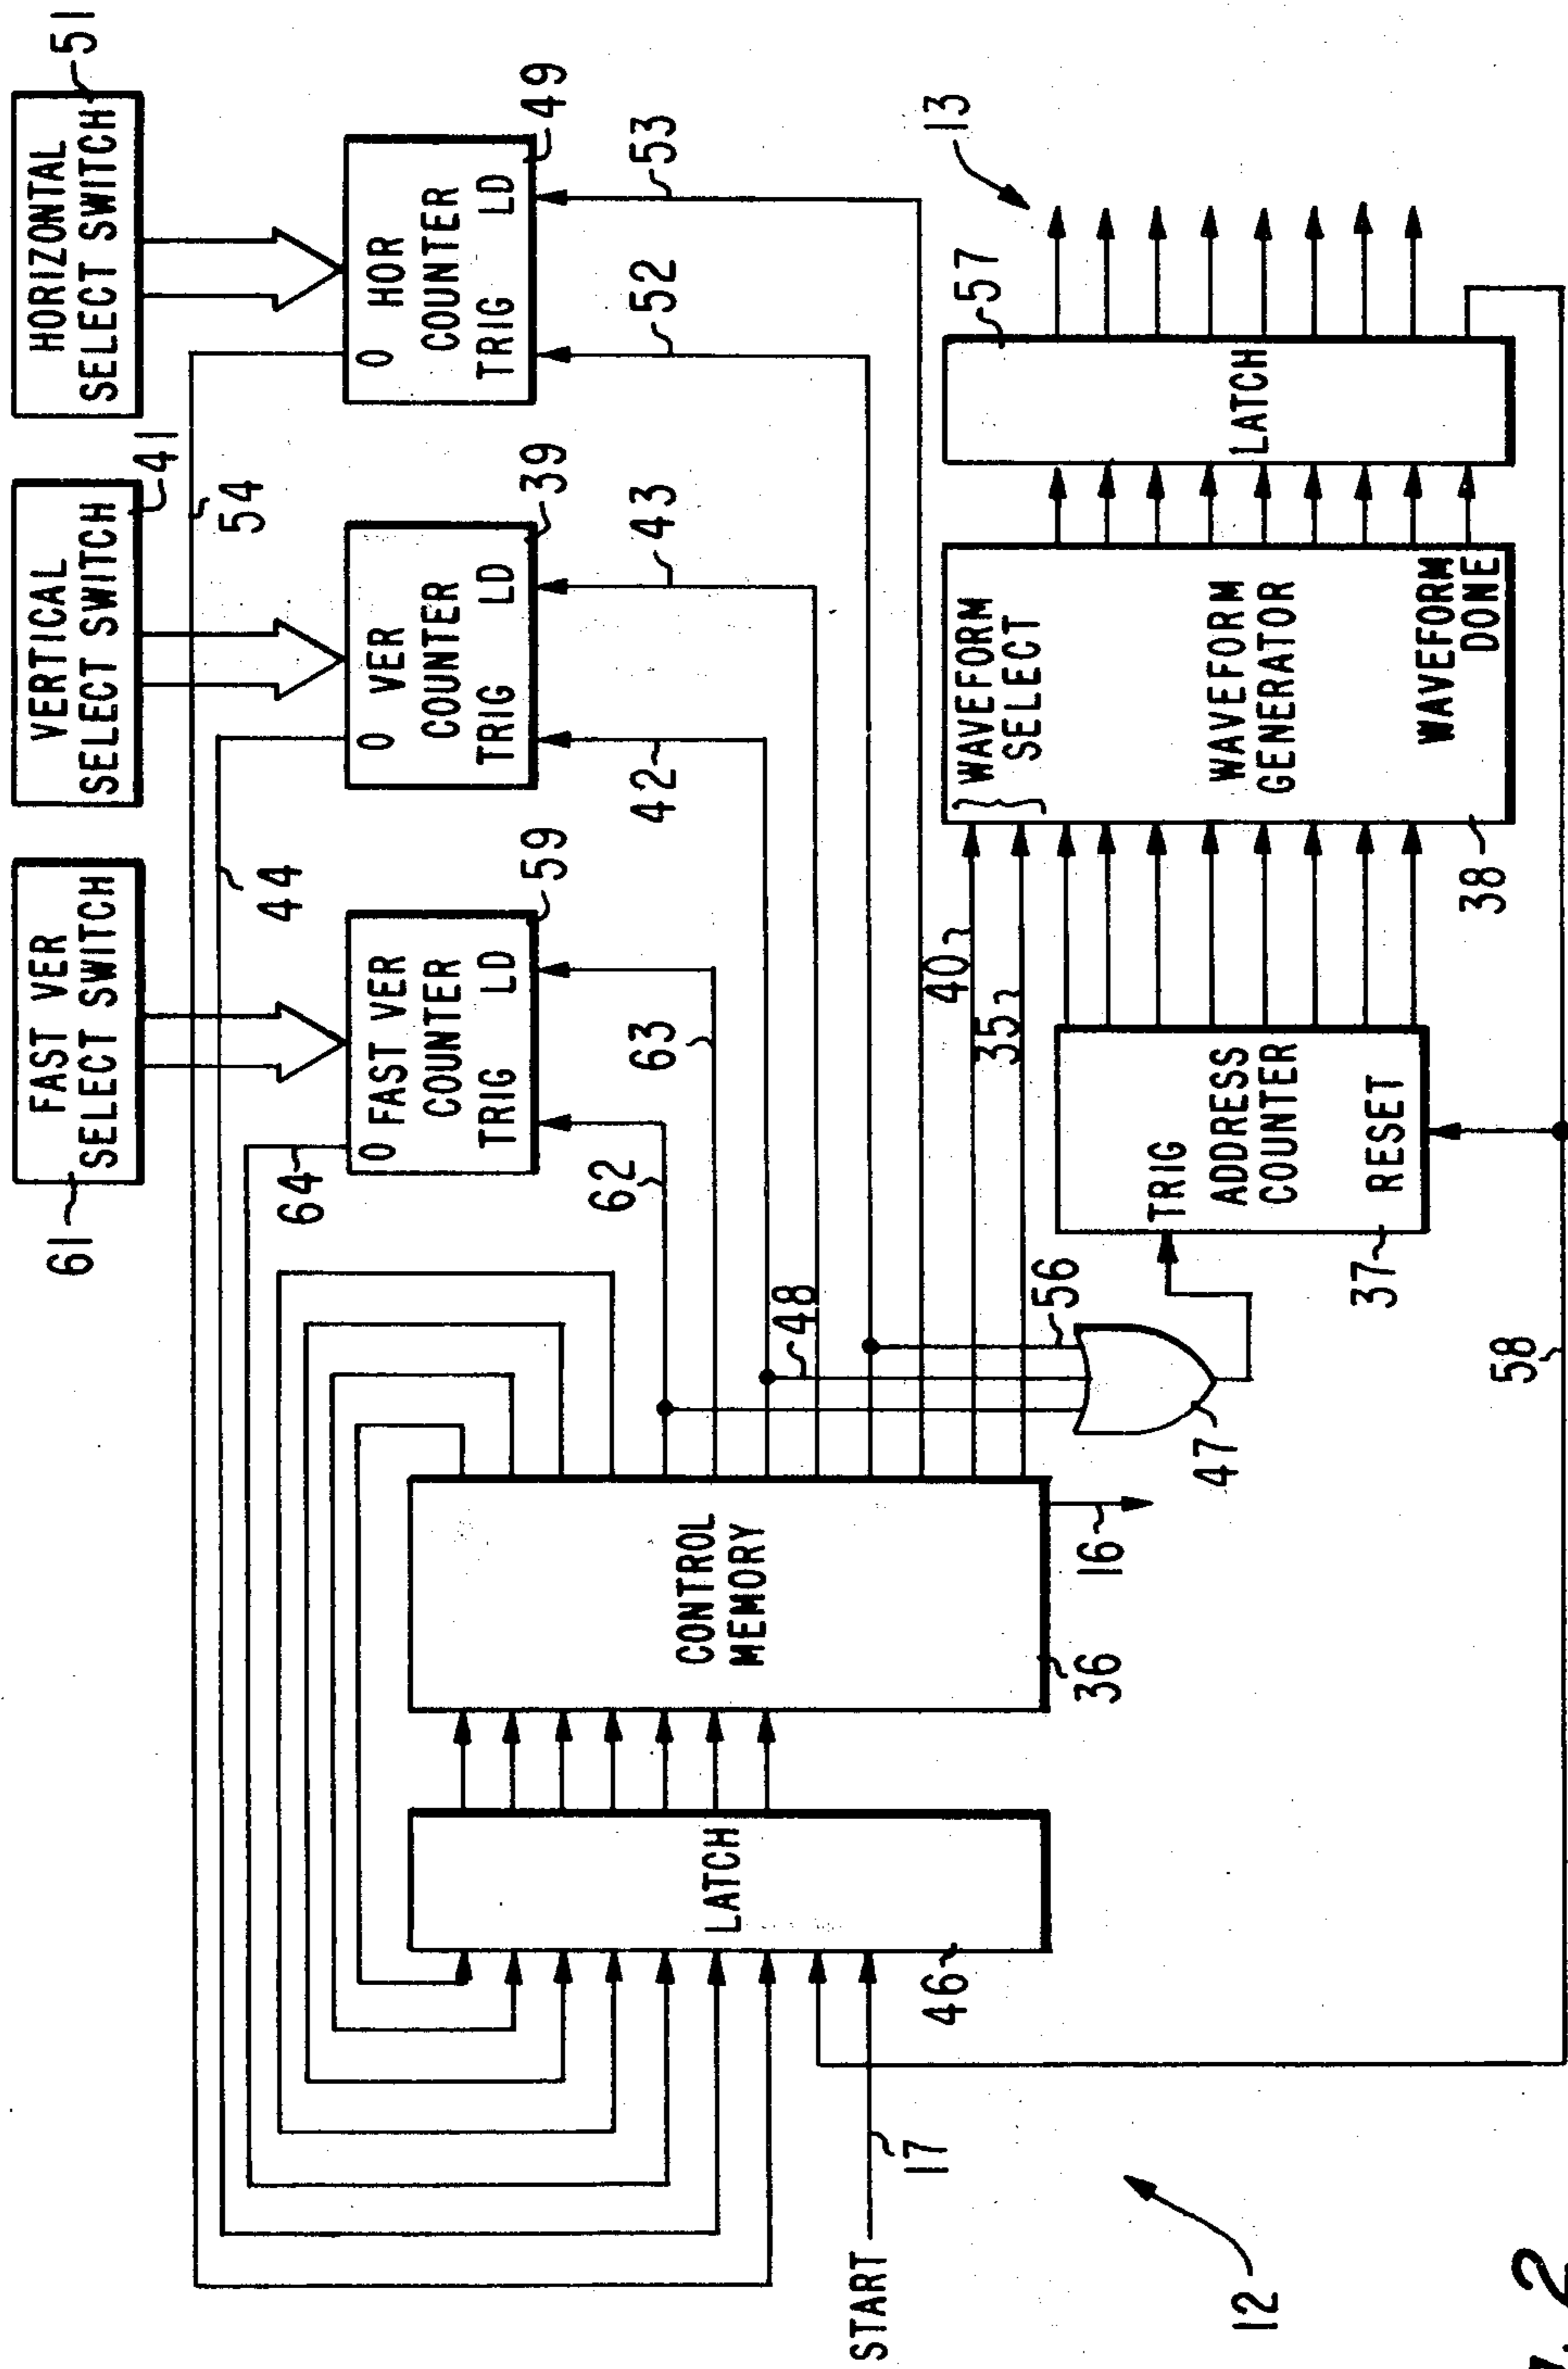 FAST VER
SELECT SWITCH
61
VERTICAL
SELECT SWITCH
41
HORIZONTAL
SELECT SWITCH
51
54
44
64
0
FAST VER
COUNTER
TRIG LD
59
0 VER
COUNTER
TRIG LD
39
0 HOR
COUNTER
TRIG LD
49
62
63
42
43
52
53
LATCH
46
CONTROL
MEMORY
36
16
48
56
47
40
35
START
17
TRIG
ADDRESS
COUNTER
RESET
37
WAVEFORM
SELECT
WAVEFORM
GENERATOR
WAVEFORM
DONE
38
LATCH
57
13
58
12
2